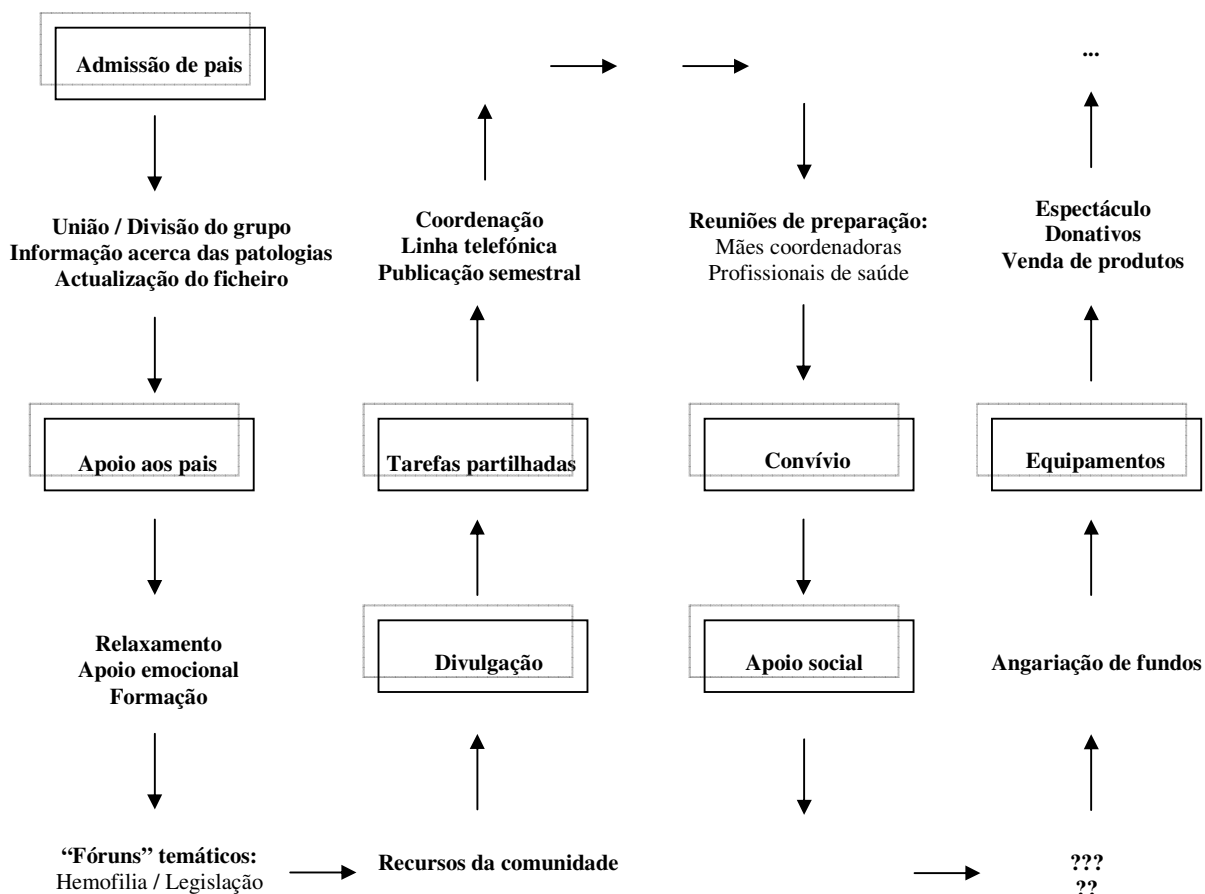 Admissão de pais
União / Divisão do grupo
Informação acerca das patologias
Actualização do ficheiro
Apoio aos pais
Relaxamento
Apoio emocional
Formação
“Fóruns” temáticos:
Hemofilia / Legislação
Recursos da comunidade
Divulgação
Tarefas partilhadas
Coordenação
Linha telefónica
Publicação semestral
Reuniões de preparação:
Mães coordenadoras
Profissionais de saúde
Convívio
Apoio social
???
??
Angariação de fundos
Equipamentos
Espectáculo
Donativos
Venda de produtos
...